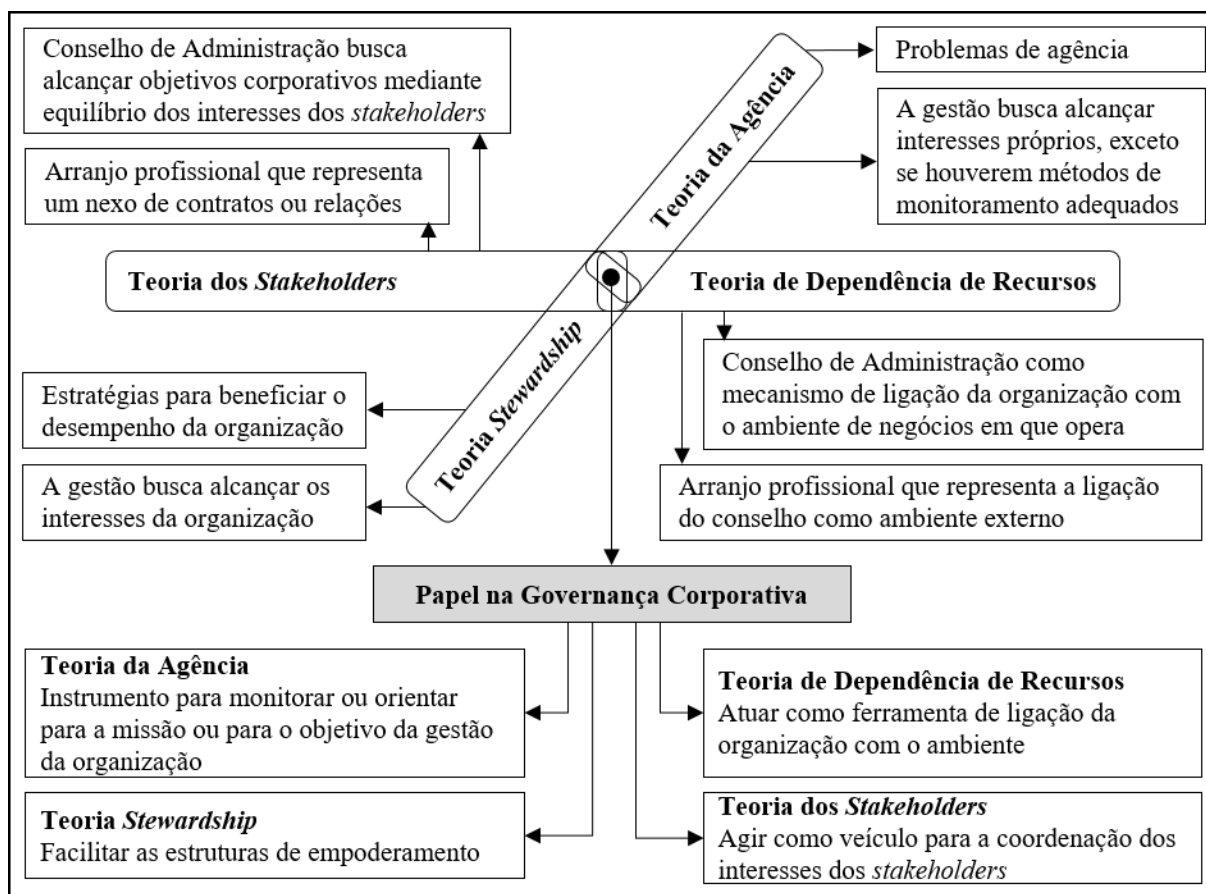 Conselho de Administração busca
alcançar objetivos corporativos mediante
equilíbrio dos interesses dos stakeholders
Arranjo profissional que representa
um nexo de contratos ou relações
Problemas de agência
A gestão busca alcançar
interesses próprios, exceto
se houverem métodos de
monitoramento adequados
Teoria da Agência
Teoria dos Stakeholders
Teoria de Dependência de Recursos
Teoria Stewardship
Estratégias para beneficiar o
desempenho da organização
A gestão busca alcançar os
interesses da organização
Conselho de Administração como
mecanismo de ligação da organização com
o ambiente de negócios em que opera
Arranjo profissional que representa a ligação
do conselho como ambiente externo
Papel na Governança Corporativa
Teoria da Agência
Instrumento para monitorar ou orientar
para a missão ou para o objetivo da gestão
da organização
Teoria Stewardship
Facilitar as estruturas de empoderamento
Teoria de Dependência de Recursos
Atuar como ferramenta de ligação da
organização com o ambiente
Teoria dos Stakeholders
Agir como veículo para a coordenação dos
interesses dos stakeholders